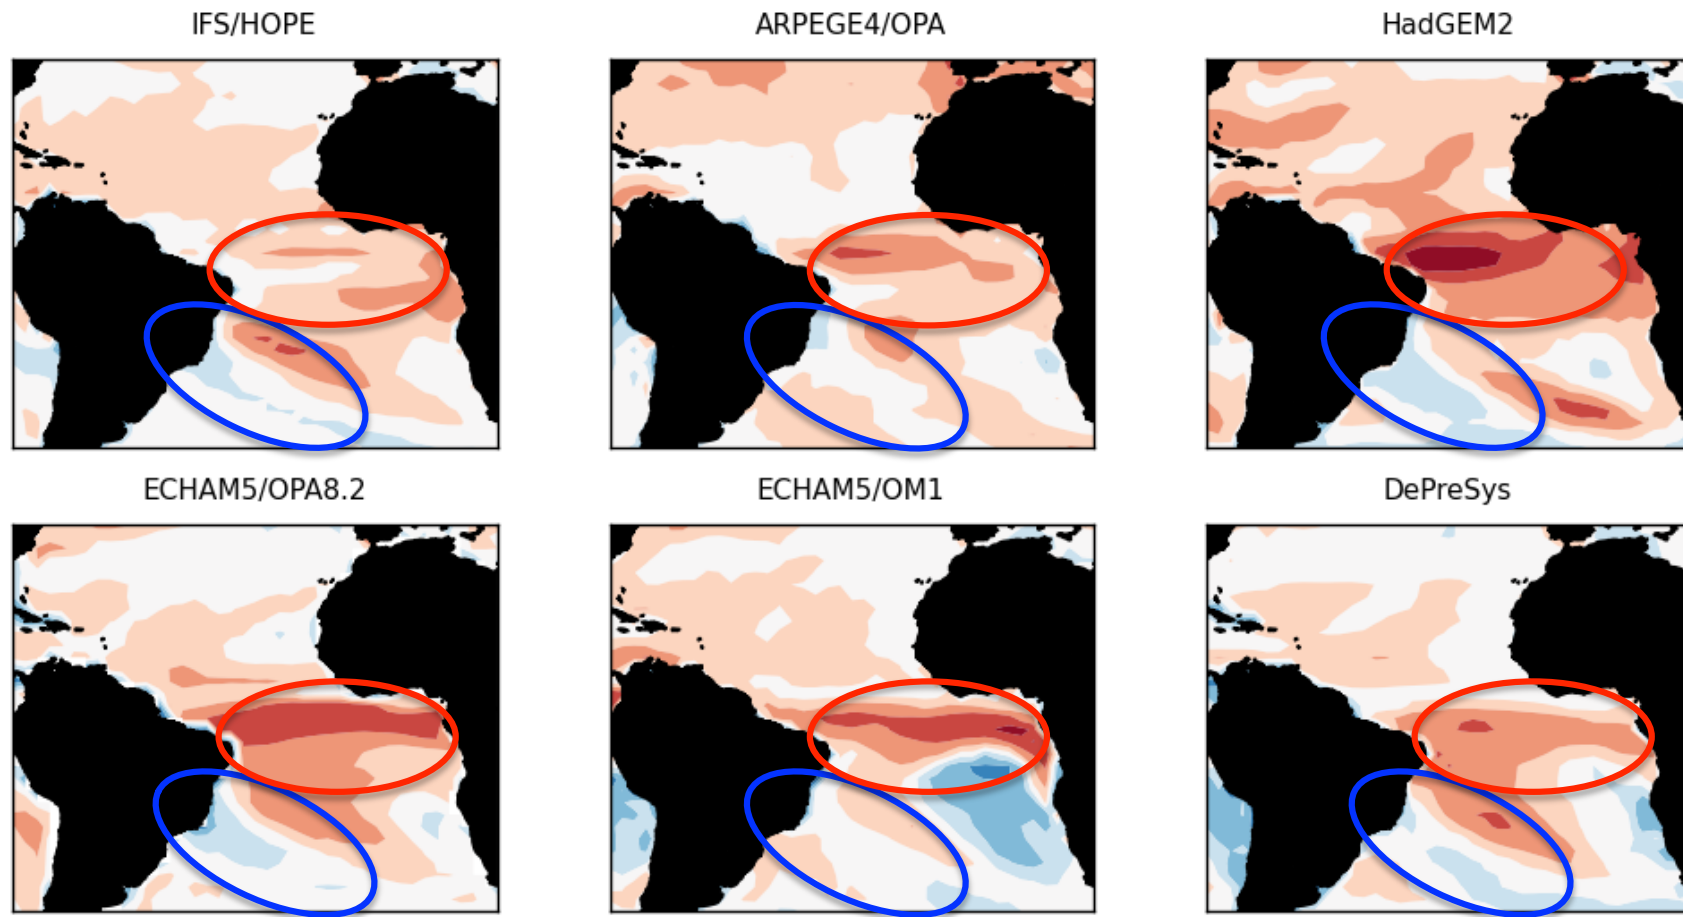 IFS/HOPE
ARPEGE4/OPA
HadGEM2
ECHAM5/OPA8.2
ECHAM5/OM1
DePreSys